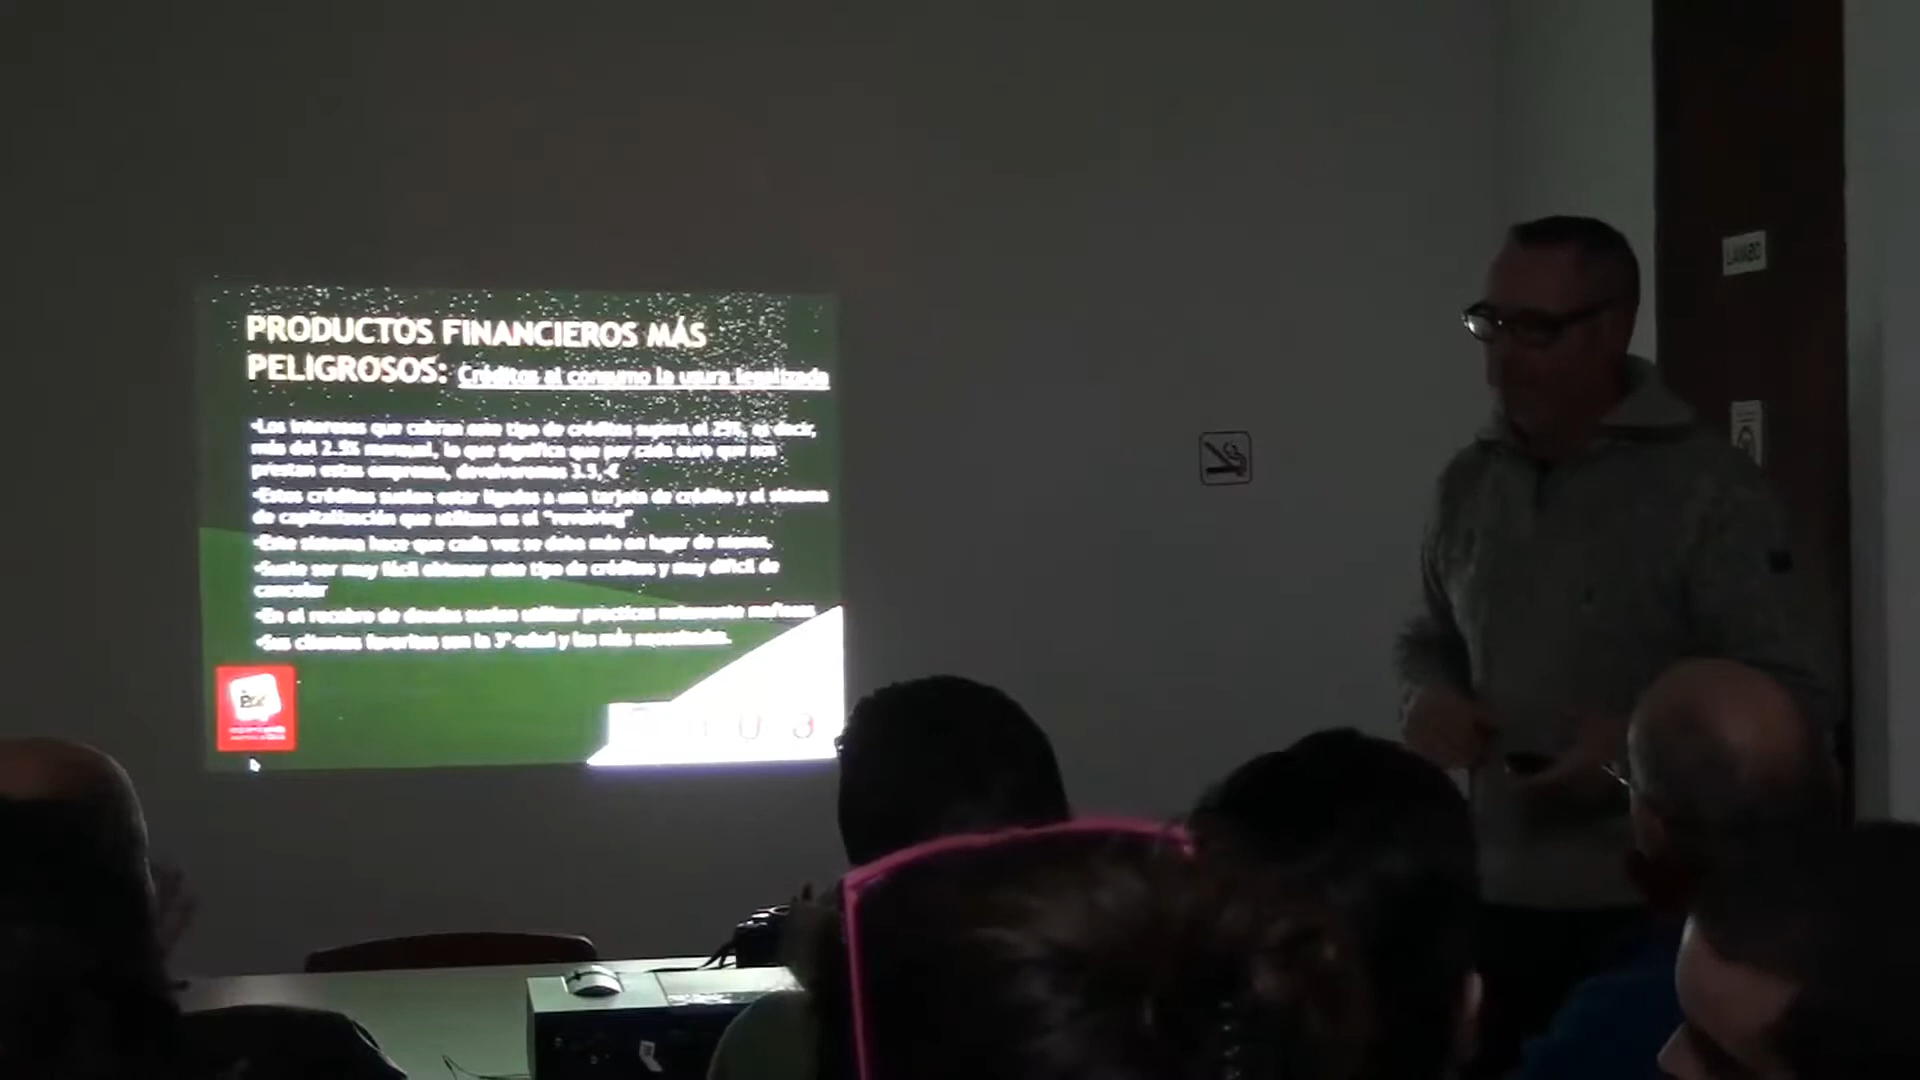 PRODUCTOS FINANCIEROS MÁS
PELIGROSOS: Créditos al consumo la usura legalizada
•Los intereses que cobran este tipo de créditos supera el 25%, es decir,
más del 2.5% mensual, lo que significa que por cada euro que nos
prestan estas empresas, devolveremos 3.5.-€
•Estos créditos suelen estar ligados a una tarjeta de crédito y el sistema
de capitalización que utilizan es el "revolving"
•Este sistema hace que cada vez se deba más en lugar de menos.
•Suele ser muy fácil obtener este tipo de créditos y muy difícil de
cancelar
•En el recobro de deudas suelen utilizar prácticas mafiosas
•Sus clientes favoritos son la 3ª edad y los más necesitados.